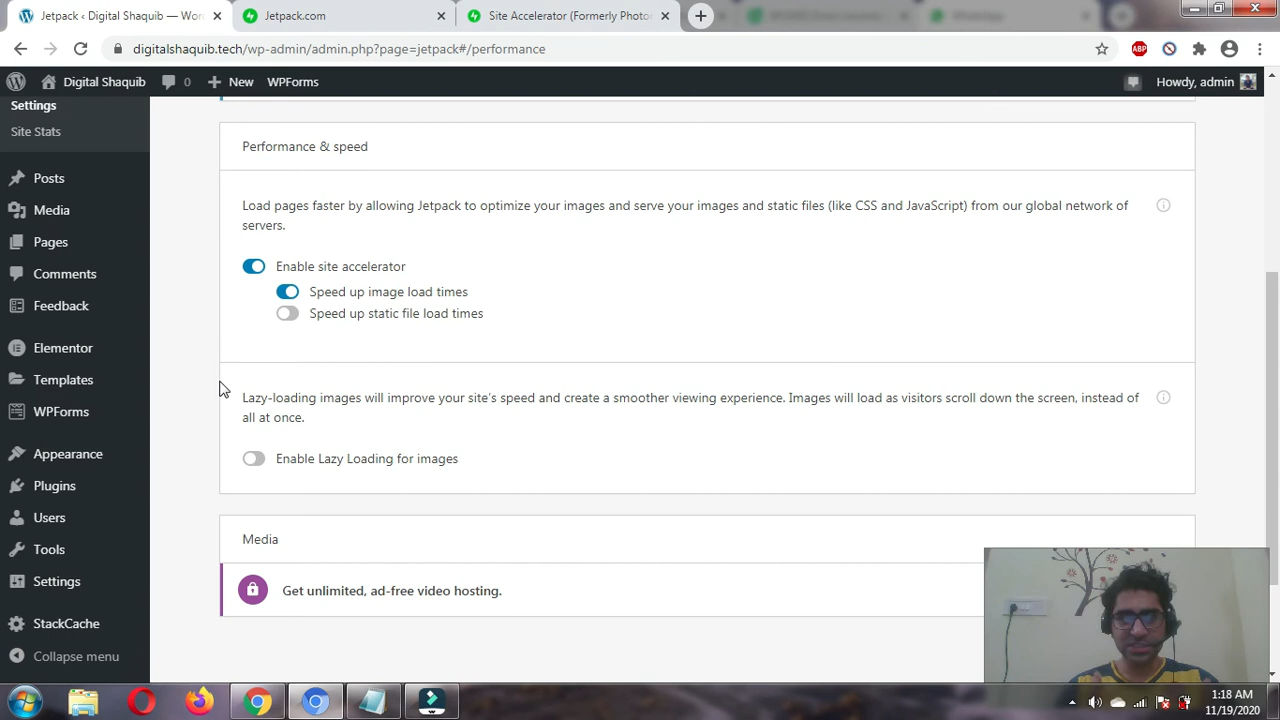 Jetpack ‹ Digital Shaquib — Wor
Jetpack.com
Site Accelerator (Formerly Photo
digitalshaquib.tech/wp-admin/admin.php?page=jetpack#/performance
ABP
Digital Shaquib
0
New
WPForms
Howdy, admin
Settings
Site Stats
Posts
Media
Pages
Comments
Feedback
Elementor
Templates
WPForms
Appearance
Plugins
Users
Tools
Settings
StackCache
Collapse menu
Performance & speed
Load pages faster by allowing Jetpack to optimize your images and serve your images and static files (like CSS and JavaScript) from our global network of
servers.
Enable site accelerator
Speed up image load times
Speed up static file load times
Lazy-loading images will improve your site's speed and create a smoother viewing experience. Images will load as visitors scroll down the screen, instead of
all at once.
Enable Lazy Loading for images
Media
Get unlimited, ad-free video hosting.
1:18 AM
11/19/2020